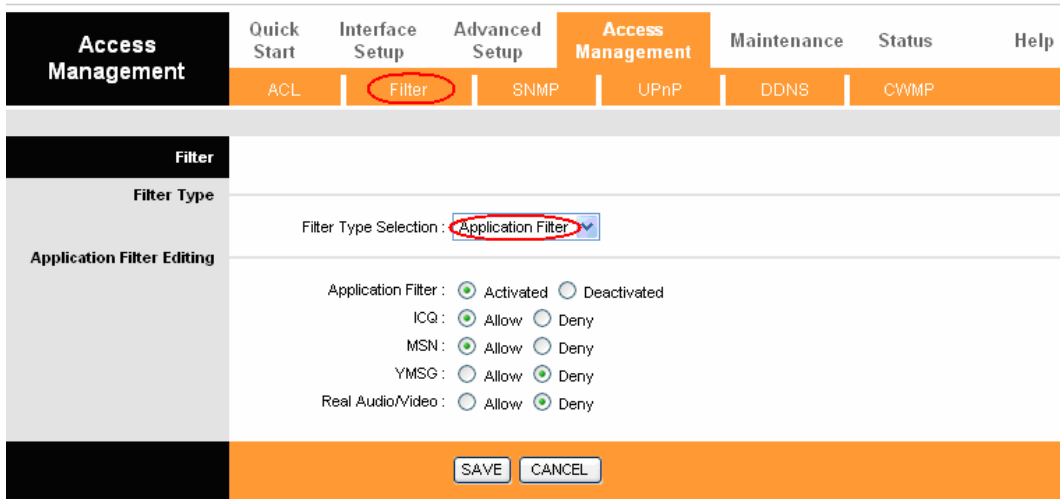 Access Management
Quick Start
Interface Setup
Advanced Setup
Access Management
Maintenance
Status
Help
ACL Filter SNMP UPnP DDNS CWMP
Filter
Filter Type
Filter Type Selection : Application Filter
Application Filter Editing
Application Filter : Activated Deactivated
ICQ : Allow Deny
MSN : Allow Deny
YMSG : Allow Deny
Real Audio/Video : Allow Deny
SAVE CANCEL